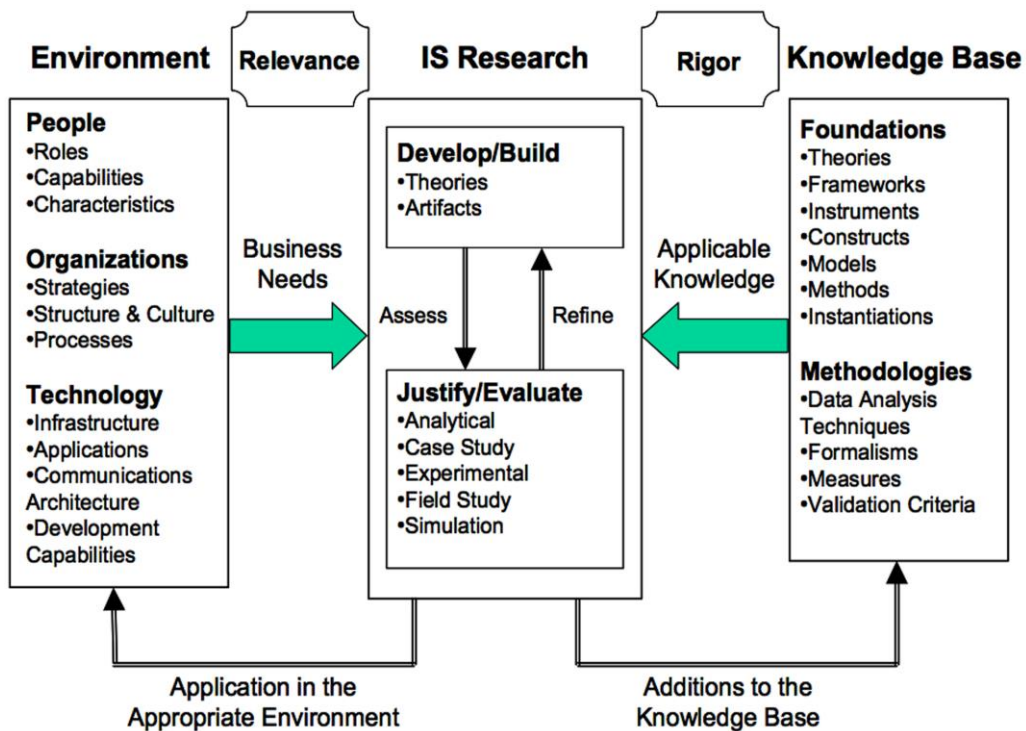 Environment
Relevance
IS Research
Rigor
Knowledge Base
People
•Roles
•Capabilities
•Characteristics
Organizations
•Strategies
•Structure & Culture
•Processes
Technology
•Infrastructure
•Applications
•Communications
Architecture
•Development
Capabilities
Business
Needs
Develop/Build
•Theories
•Artifacts
Assess
Refine
Justify/Evaluate
•Analytical
•Case Study
•Experimental
•Field Study
•Simulation
Applicable
Knowledge
Foundations
•Theories
•Frameworks
•Instruments
•Constructs
•Models
•Methods
•Instantiations
Methodologies
•Data Analysis
Techniques
•Formalisms
•Measures
•Validation Criteria
Application in the
Appropriate Environment
Additions to the
Knowledge Base